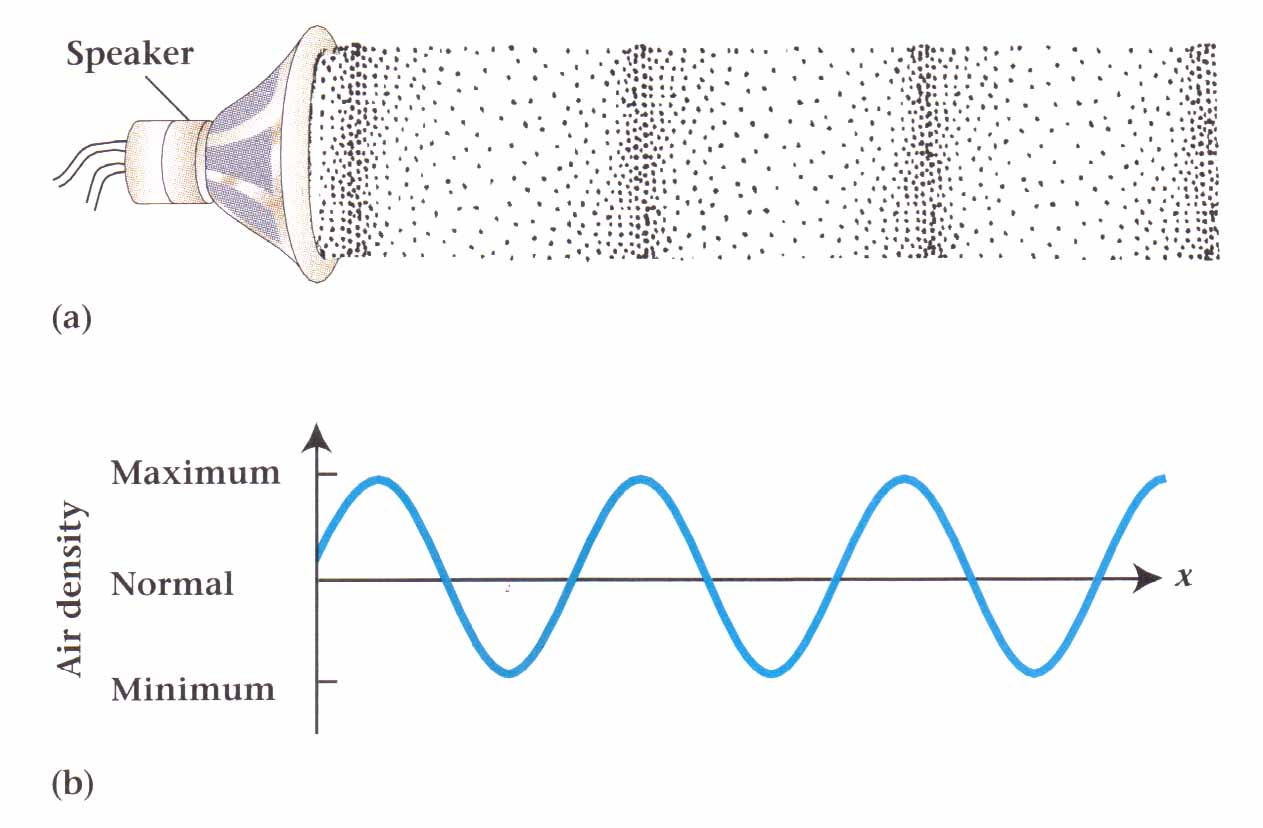 Speaker
(a)
Maximum
Normal
Minimum
Air density
x
(b)